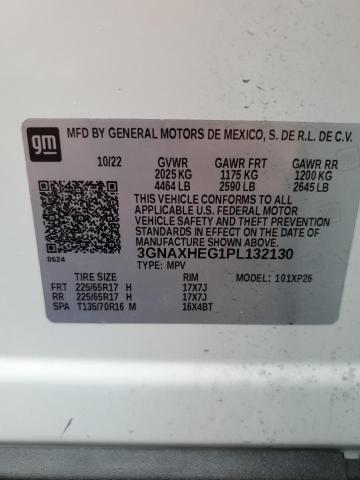 gm
MFD BY GENERAL MOTORS DE MEXICO, S. DE R.L. DE C.V.
10/22 GVWR GAWR FRT GAWR RR
2025 KG 1175 KG 1200 KG
4464 LB 2590 LB 2645 LB
THIS VEHICLE CONFORMS TO ALL
APPLICABLE U.S. FEDERAL MOTOR
VEHICLE SAFETY AND THEFT PREVENTION
STANDARDS IN EFFECT ON THE DATE OF
MANUFACTURE SHOWN ABOVE.
3GNAXHEG1PL132130
8624 TYPE: MPV
TIRE SIZE RIM MODEL: 101XP26
FRT 225/65R17 H 17X7J
RR 225/65R17 H 17X7J
SPA T135/70R16 M 16X4BT